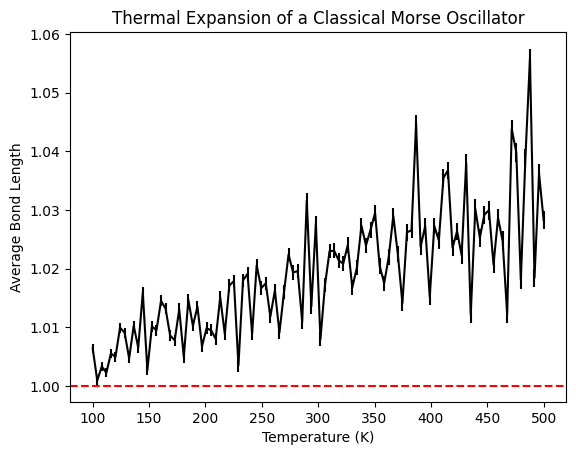 Thermal Expansion of a Classical Morse Oscillator
1.06
1.05
1.04
1.03
1.02
1.01
1.00
Average Bond Length
100 150 200 250 300 350 400 450 500
Temperature (K)